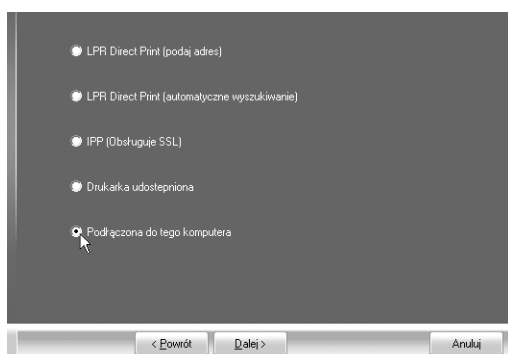 LPR Direct Print (podaj adres)
LPR Direct Print (automatyczne wyszukiwanie)
IPP (Obsługuje SSL)
Drukarka udostepniona
Podłączona do tego komputera
< Powrót Dalej > Anuluj